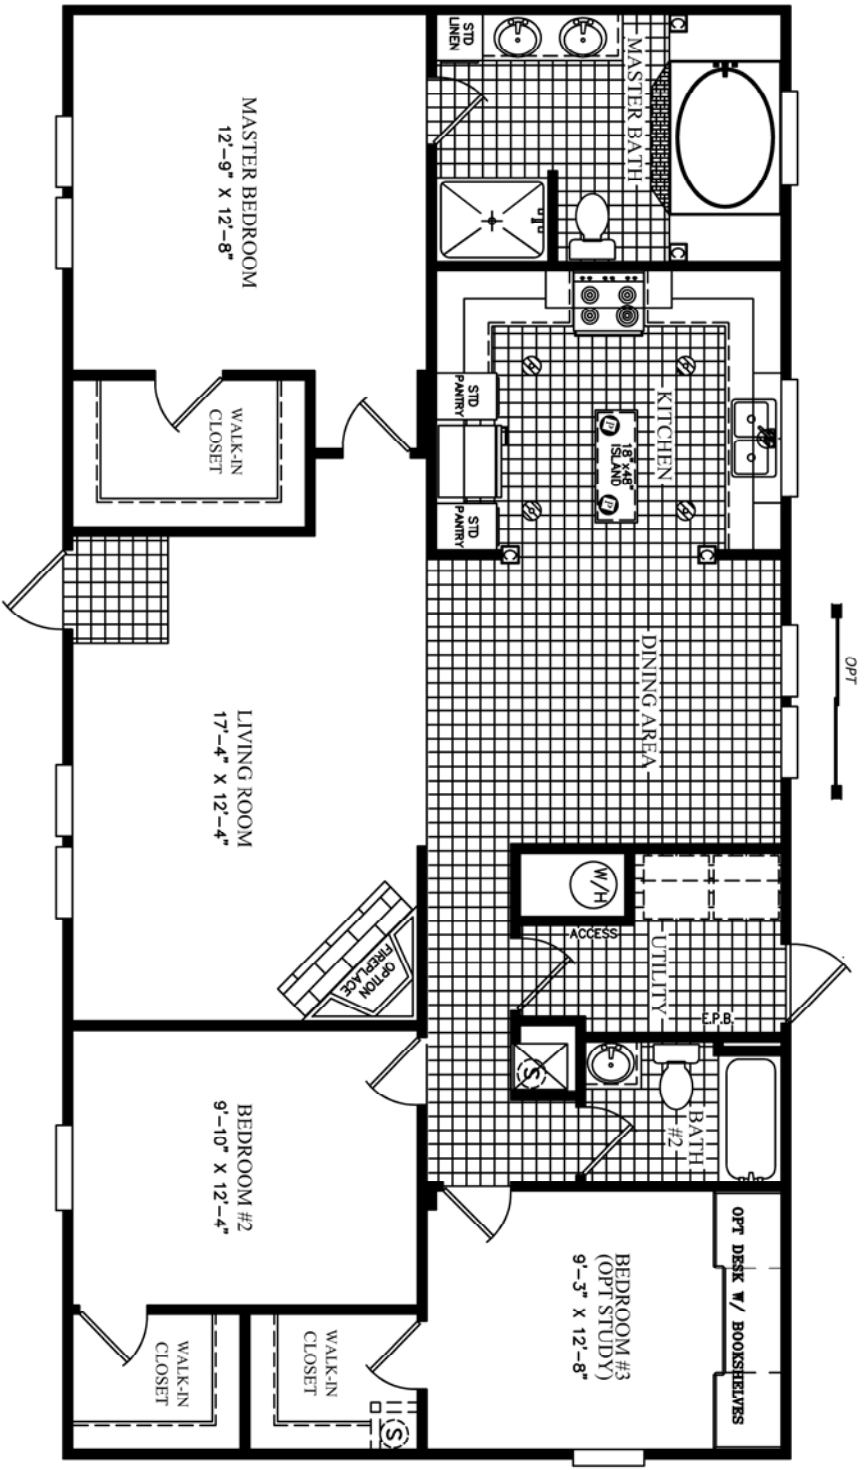 STD
LINEN
MASTER BATH
C
C
MASTER BEDROOM
12'-9" X 12'-8"
WALK-IN
CLOSET
KITCHEN
STD
PANTRY
18"x48"
ISLAND
P
P
STD
PANTRY
C
C
DINING AREA
OPT
LIVING ROOM
17'-4" X 12'-4"
OPTION
FIREPLACE
W/H
ACCESS
UTILITY
E.P.B.
S
BATH
#2
BEDROOM #2
9'-10" X 12'-4"
BEDROOM #3
(OPT STUDY)
9'-3" X 12'-8"
OPT DESK W/ BOOKSHELVES
WALK-IN
CLOSET
WALK-IN
CLOSET
S